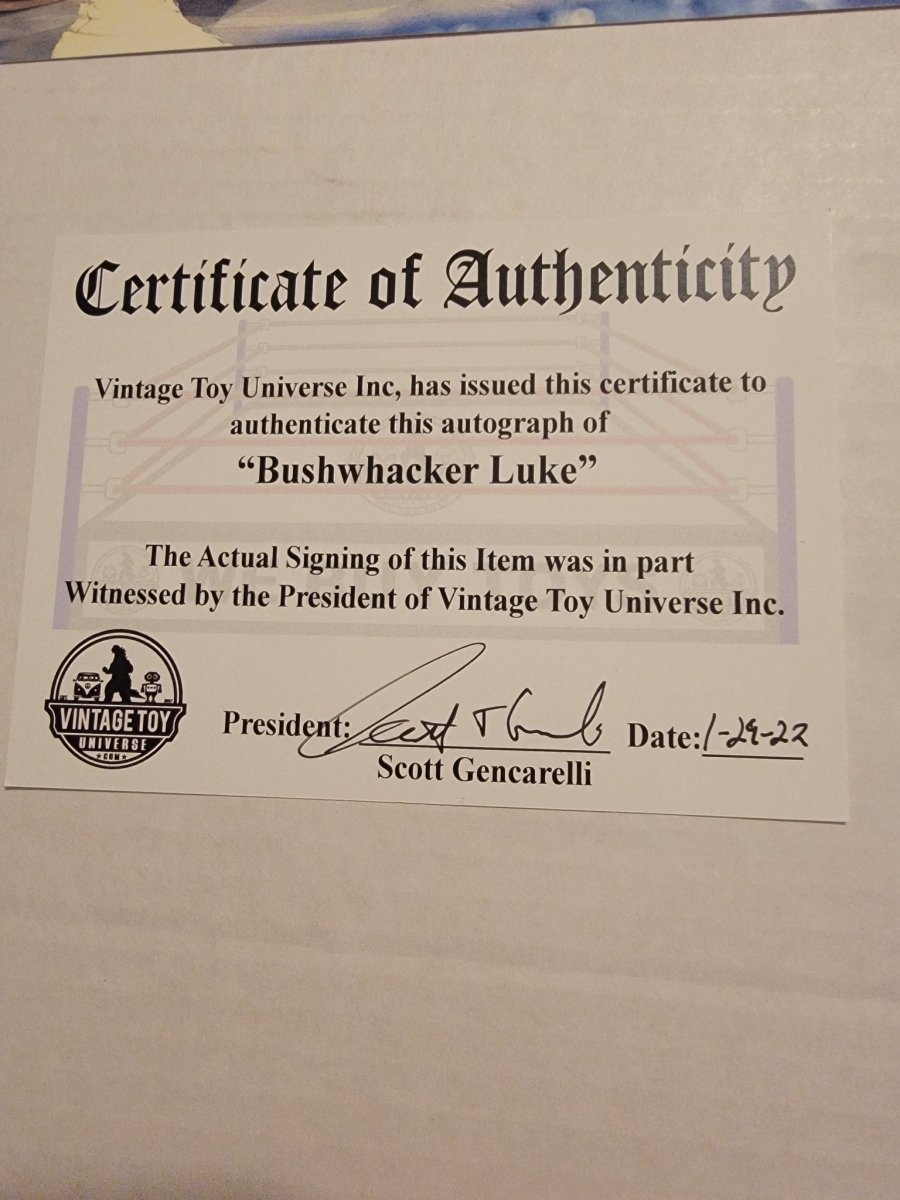 Certificate of Authenticity
Vintage Toy Universe Inc, has issued this certificate to
authenticate this autograph of
“Bushwhacker Luke”
The Actual Signing of this Item was in part
Witnessed by the President of Vintage Toy Universe Inc.
VINTAGE TOY
UNIVERSE
COM
President:
Date: 1-29-22
Scott Gencarelli